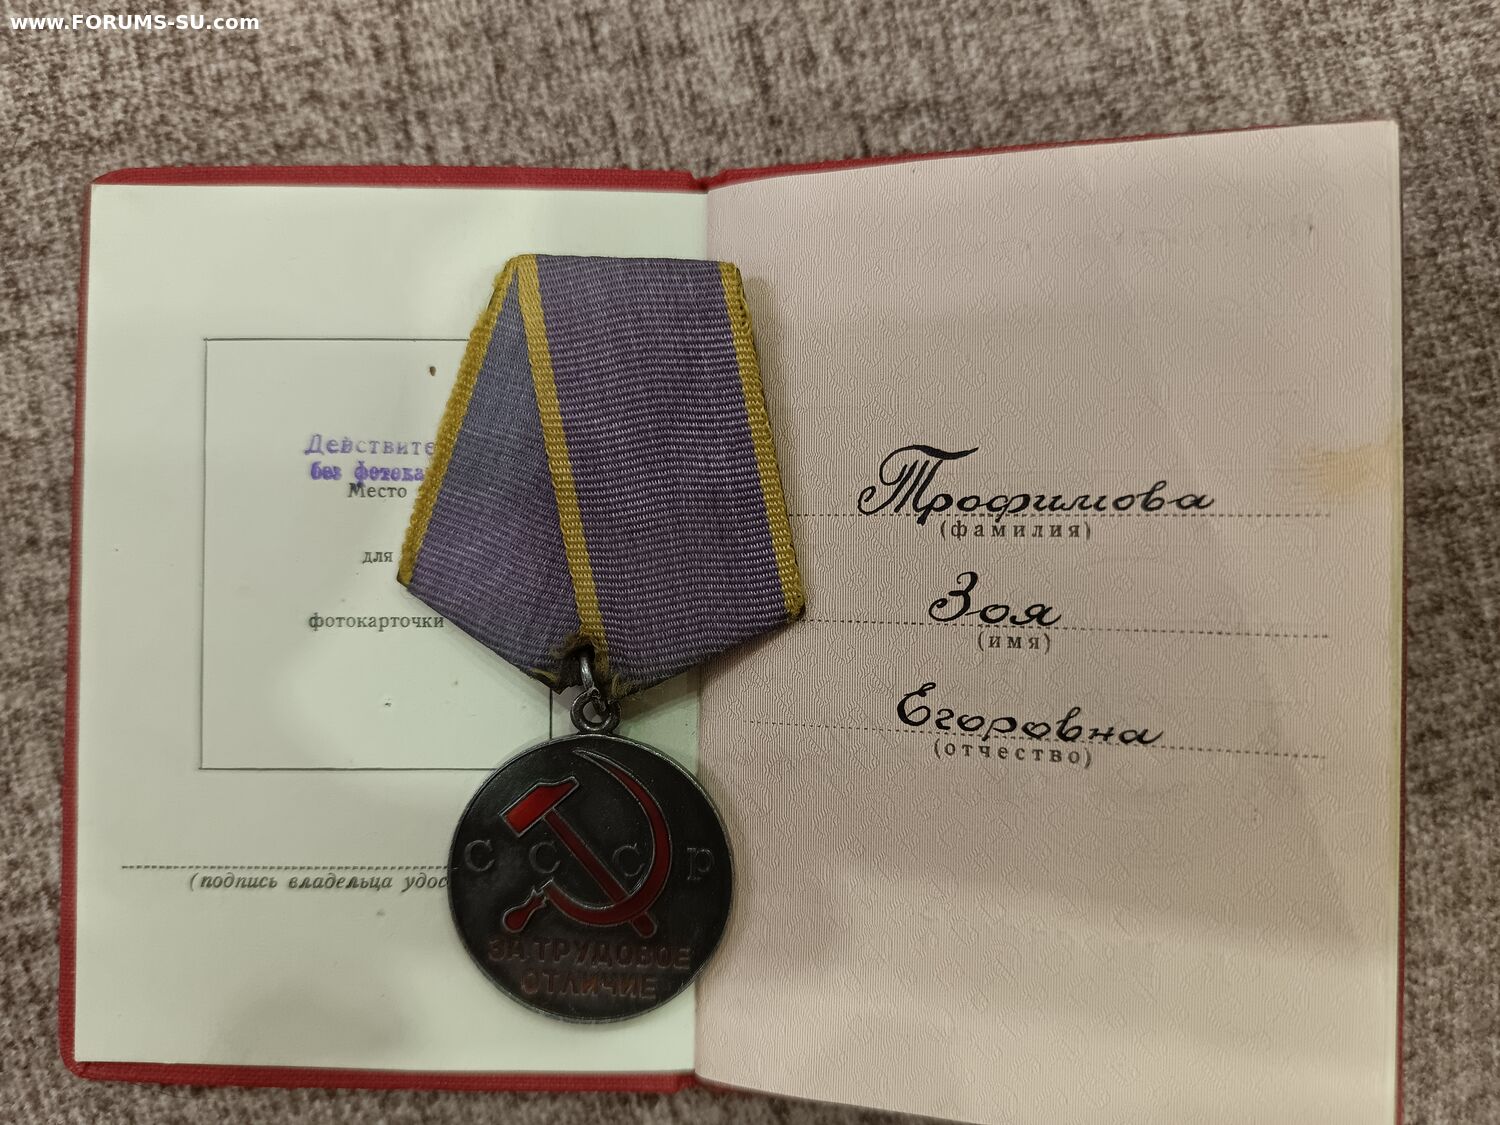 www.FORUMS-SU.com
Действите
без фотока
Место
для
фотокарточки
(подпись владельца удос
Трофимова
(фамилия)
Зоя
(имя)
Егоровна
(отчество)
С С С Р
ЗА ТРУДОВОЕ
ОТЛИЧИЕ